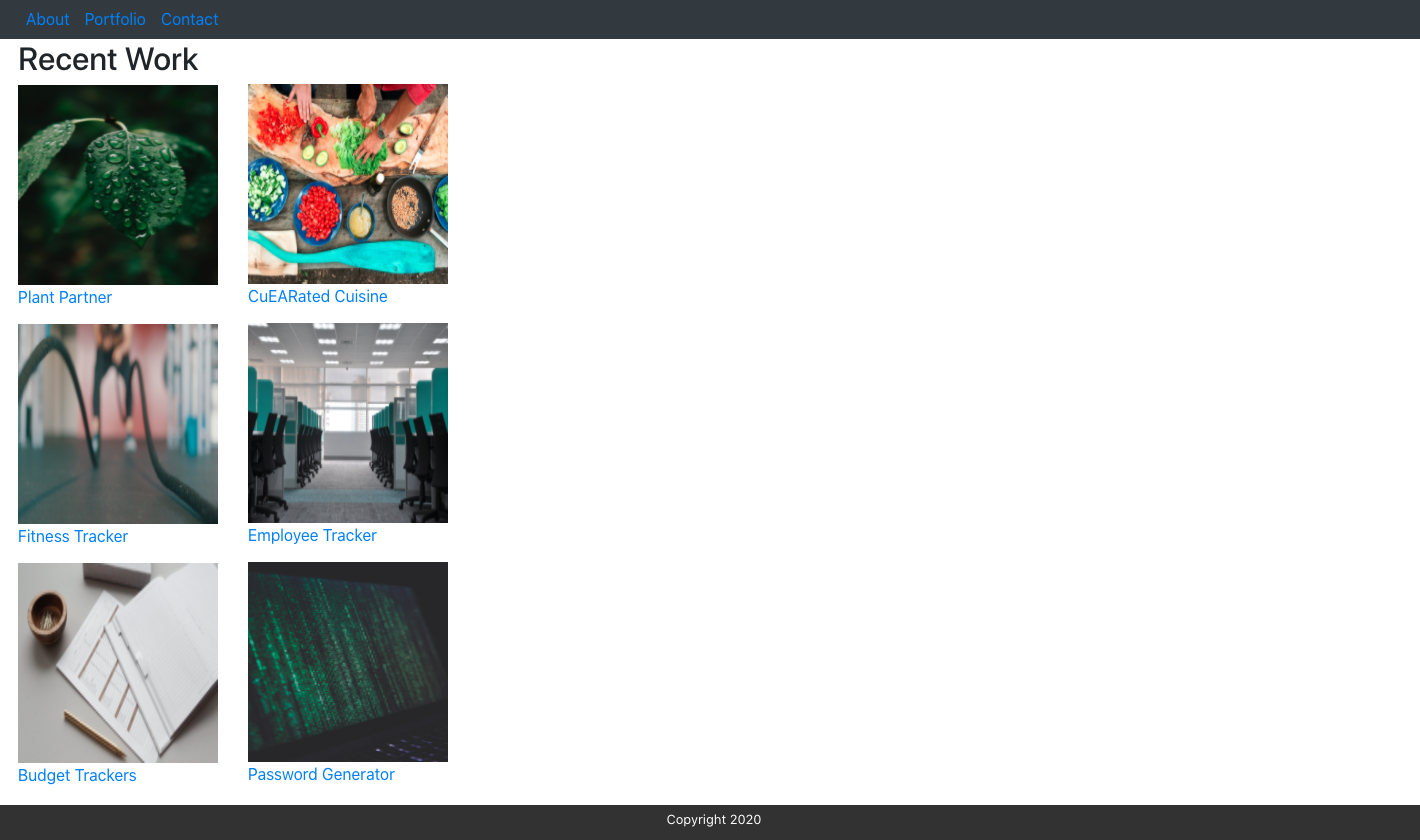 About Portfolio Contact
Recent Work
Plant Partner
CuEARated Cuisine
Fitness Tracker
Employee Tracker
Budget Trackers
Password Generator
Copyright 2020